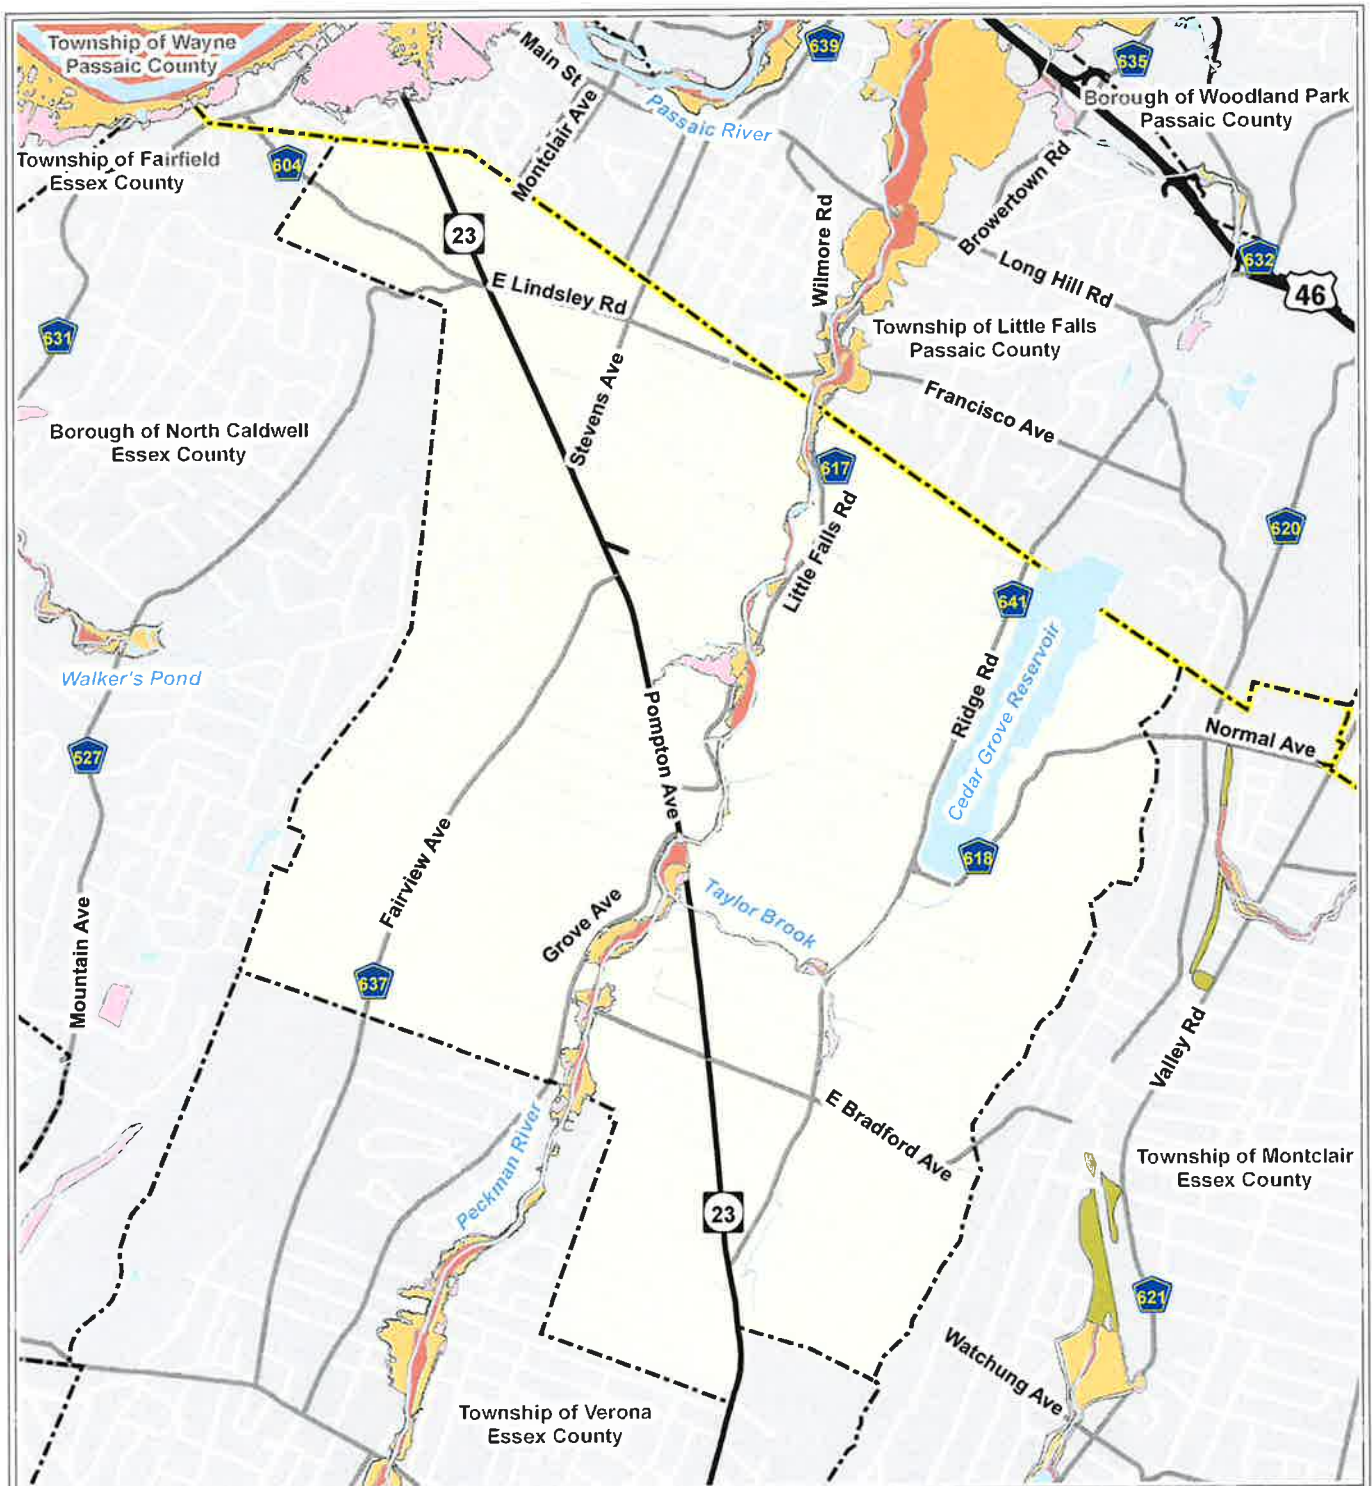 Township of Wayne
Passaic County
Main St
639
635
Montclair Ave
Passaic River
Borough of Woodland Park
Passaic County
Township of Fairfield
Essex County
604
23
Wilmore Rd
Browertown Rd
632
Long Hill Rd
46
E Lindsley Rd
631
Township of Little Falls
Passaic County
Stevens Ave
Francisco Ave
Borough of North Caldwell
Essex County
617
Little Falls Rd
620
641
Ridge Rd
Cedar Grove Reservoir
Walker's Pond
527
Pompton Ave
Normal Ave
Fairview Ave
618
Mountain Ave
Grove Ave
Taylor Brook
637
Valley Rd
E Bradford Ave
Peckman River
Township of Montclair
Essex County
23
621
Watchung Ave
Township of Verona
Essex County